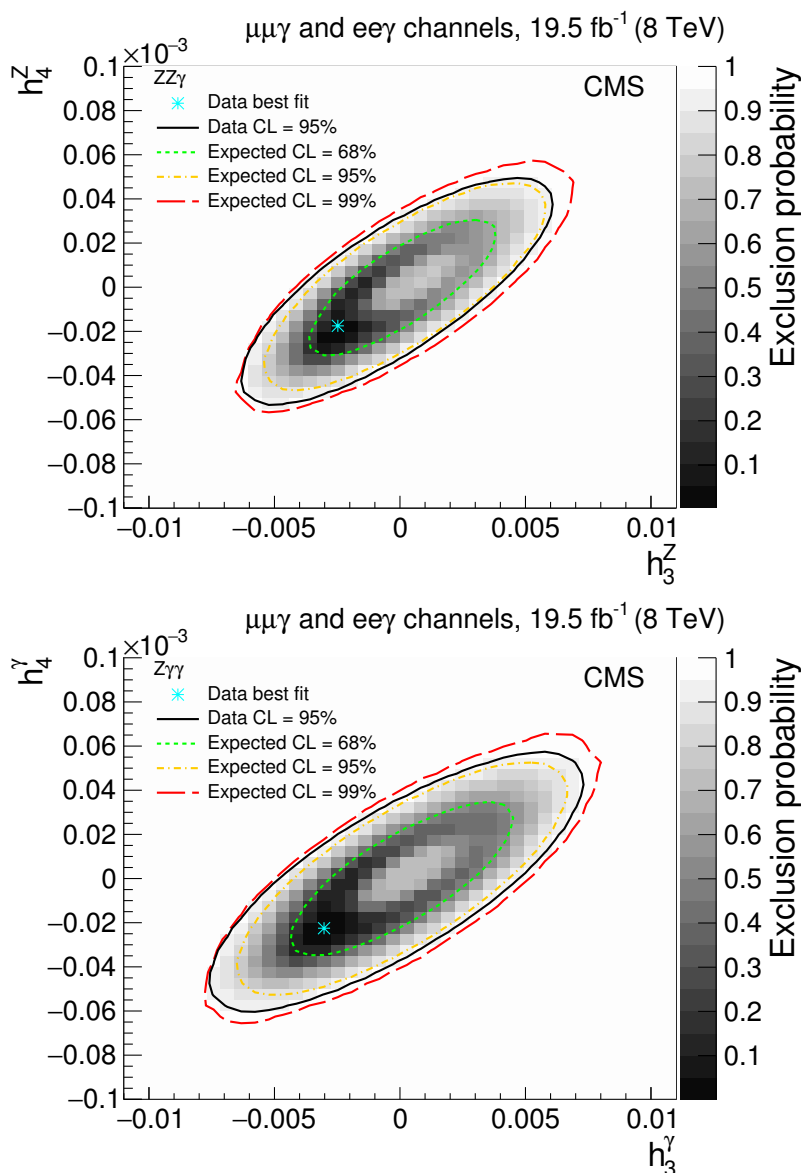 μμγ and eeγ channels, 19.5 fb⁻¹ (8 TeV)
×10⁻³
h₄ᶻ
ZZγ
CMS
Data best fit
Data CL = 95%
Expected CL = 68%
Expected CL = 95%
Expected CL = 99%
0.1
0.08
0.06
0.04
0.02
0
−0.02
−0.04
−0.06
−0.08
−0.1
−0.01
−0.005
0
0.005
0.01
h₃ᶻ
1
0.9
0.8
0.7
0.6
0.5
0.4
0.3
0.2
0.1
Exclusion probability
μμγ and eeγ channels, 19.5 fb⁻¹ (8 TeV)
×10⁻³
h₄ᵞ
Zγγ
CMS
Data best fit
Data CL = 95%
Expected CL = 68%
Expected CL = 95%
Expected CL = 99%
0.1
0.08
0.06
0.04
0.02
0
−0.02
−0.04
−0.06
−0.08
−0.1
−0.01
−0.005
0
0.005
0.01
h₃ᵞ
1
0.9
0.8
0.7
0.6
0.5
0.4
0.3
0.2
0.1
Exclusion probability